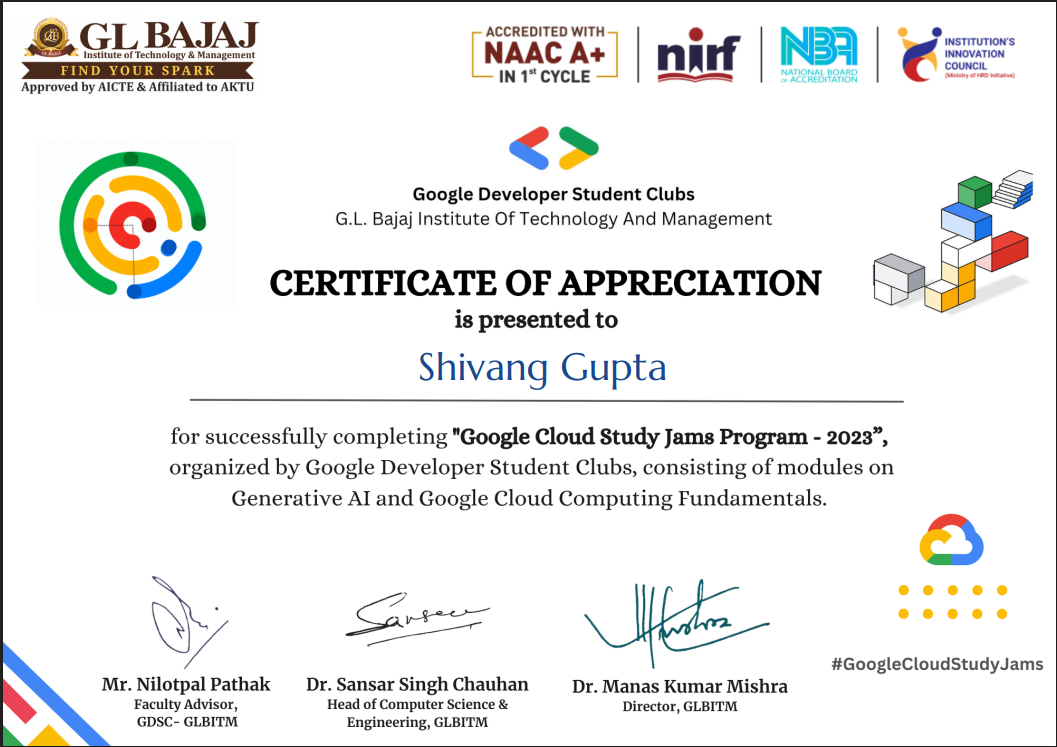 GL BAJAJ
Institute of Technology & Management
FIND YOUR SPARK
Approved by AICTE & Affiliated to AKTU
ACCREDITED WITH
NAAC A+
IN 1st CYCLE
nirf
NBA
NATIONAL BOARD
OF ACCREDITATION
INSTITUTION'S
INNOVATION
COUNCIL
(Ministry of HRD Initiative)
Google Developer Student Clubs
G.L. Bajaj Institute Of Technology And Management
CERTIFICATE OF APPRECIATION
is presented to
Shivang Gupta
for successfully completing "Google Cloud Study Jams Program - 2023”,
organized by Google Developer Student Clubs, consisting of modules on
Generative AI and Google Cloud Computing Fundamentals.
Mr. Nilotpal Pathak
Faculty Advisor,
GDSC- GLBITM
Dr. Sansar Singh Chauhan
Head of Computer Science &
Engineering, GLBITM
Dr. Manas Kumar Mishra
Director, GLBITM
#GoogleCloudStudyJams